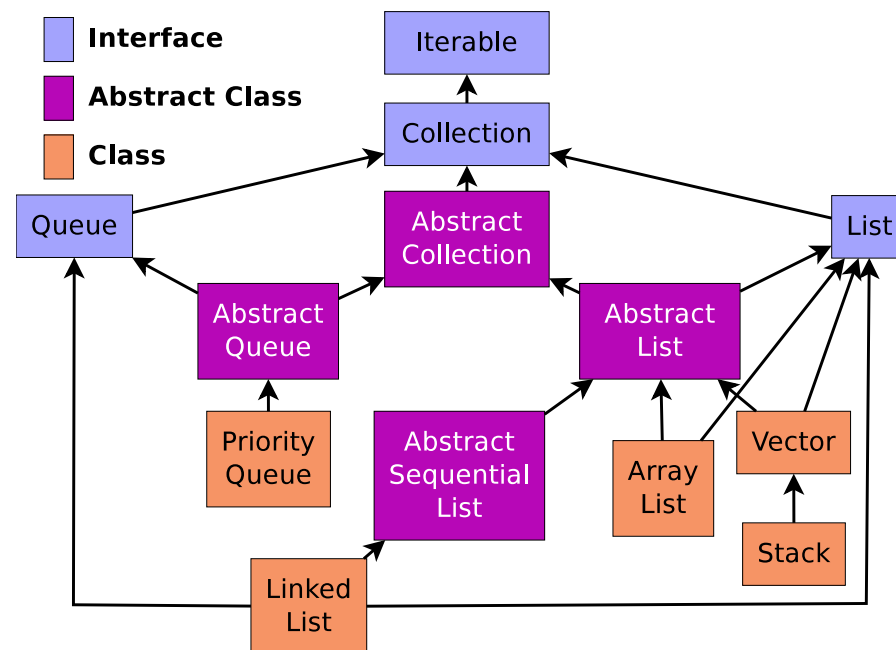 Interface
Abstract Class
Class
Iterable
Collection
Queue
Abstract
Collection
List
Abstract
Queue
Abstract
List
Priority
Queue
Abstract
Sequential
List
Array
List
Vector
Stack
Linked
List